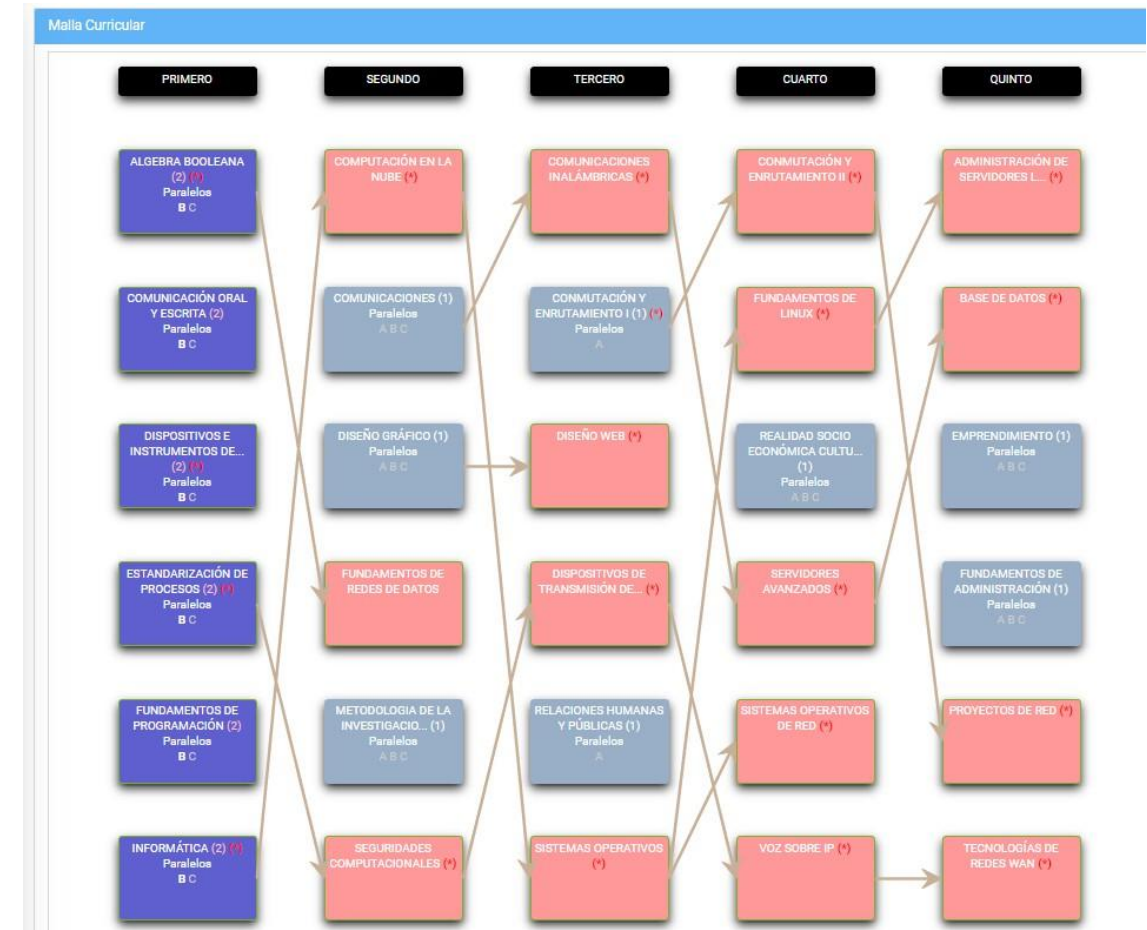 Malla Curricular
PRIMERO
SEGUNDO
TERCERO
CUARTO
QUINTO
ALGEBRA BOOLEANA
(2) (*)
Paralelos
B C
COMPUTACIÓN EN LA
NUBE (*)
COMUNICACIONES
INALÁMBRICAS (*)
CONMUTACIÓN Y
ENRUTAMIENTO II (*)
ADMINISTRACIÓN DE
SERVIDORES L... (*)
COMUNICACIÓN ORAL
Y ESCRITA (2)
Paralelos
B C
COMUNICACIONES (1)
Paralelos
A B C
CONMUTACIÓN Y
ENRUTAMIENTO I (1) (*)
Paralelos
A
FUNDAMENTOS DE
LINUX (*)
BASE DE DATOS (*)
DISPOSITIVOS E
INSTRUMENTOS DE...
(2) (*)
Paralelos
B C
DISEÑO GRÁFICO (1)
Paralelos
A B C
DISEÑO WEB (*)
REALIDAD SOCIO
ECONÓMICA CULTU...
(1)
Paralelos
A B C
EMPRENDIMIENTO (1)
Paralelos
A B C
ESTANDARIZACIÓN DE
PROCESOS (2) (*)
Paralelos
B C
FUNDAMENTOS DE
REDES DE DATOS
DISPOSITIVOS DE
TRANSMISIÓN DE... (*)
SERVIDORES
AVANZADOS (*)
FUNDAMENTOS DE
ADMINISTRACIÓN (1)
Paralelos
A B C
FUNDAMENTOS DE
PROGRAMACIÓN (2)
Paralelos
B C
METODOLOGIA DE LA
INVESTIGACIO... (1)
Paralelos
A B C
RELACIONES HUMANAS
Y PÚBLICAS (1)
Paralelos
A
SISTEMAS OPERATIVOS
DE RED (*)
PROYECTOS DE RED (*)
INFORMÁTICA (2) (*)
Paralelos
B C
SEGURIDADES
COMPUTACIONALES (*)
SISTEMAS OPERATIVOS
(*)
VOZ SOBRE IP (*)
TECNOLOGÍAS DE
REDES WAN (*)